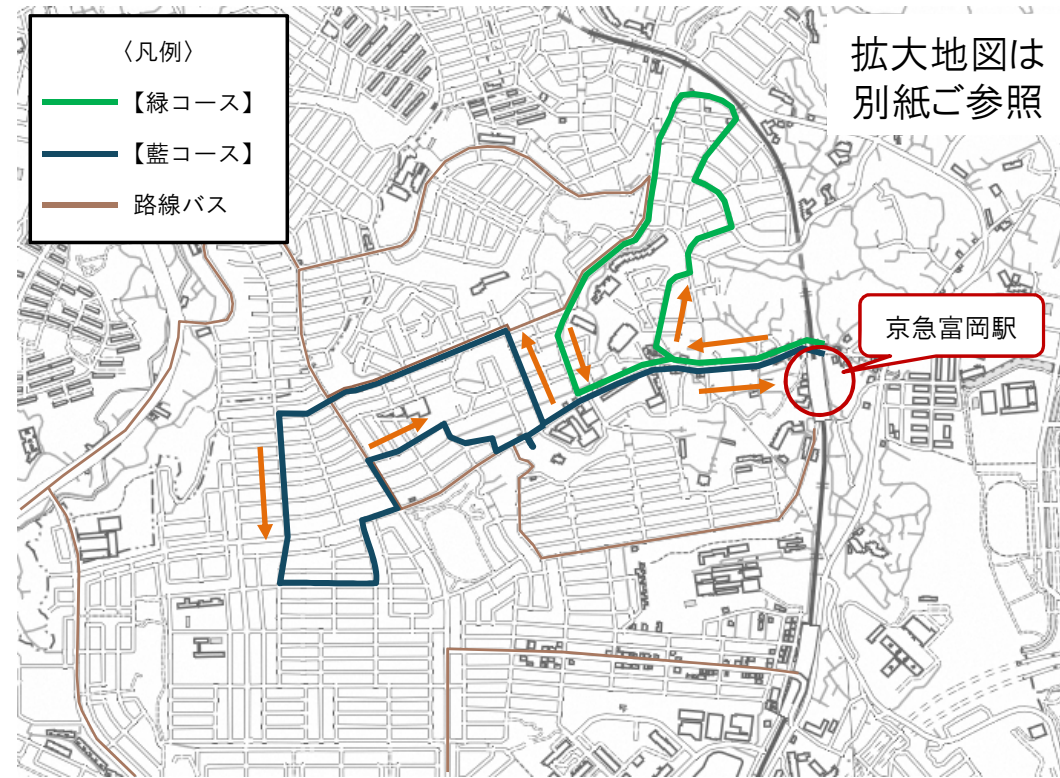 〈凡例〉
【緑コース】
【藍コース】
路線バス
拡大地図は
別紙ご参照
京急富岡駅